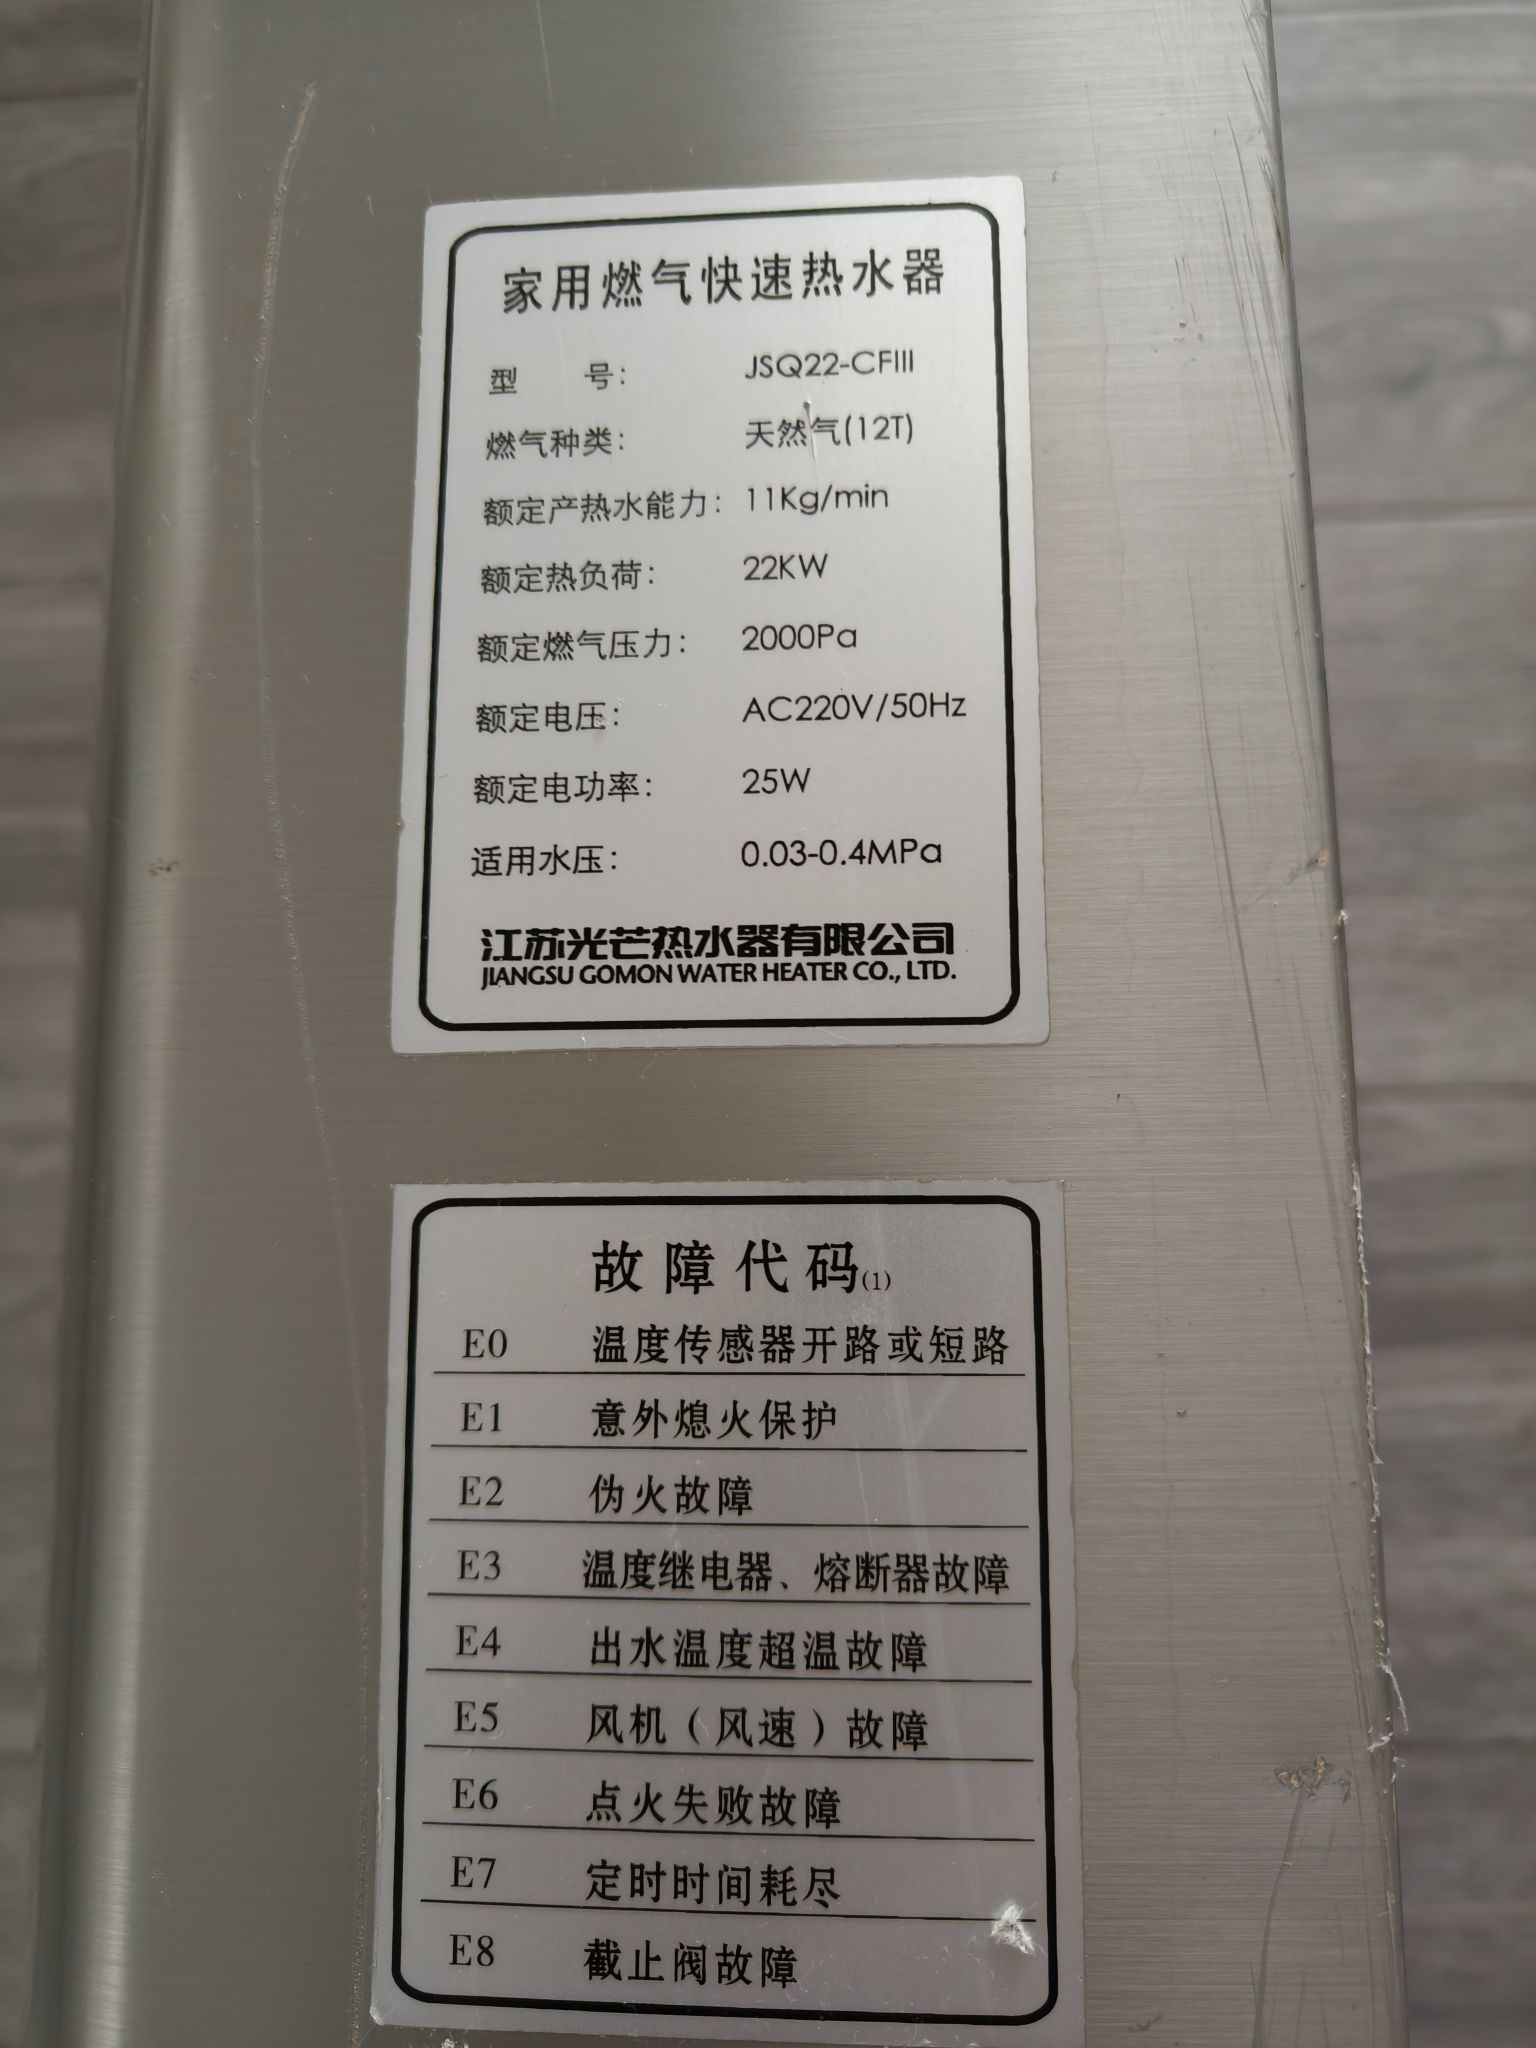 家用燃气快速热水器
型 号: JSQ22-CFIII
燃气种类: 天然气(12T)
额定产热水能力: 11Kg/min
额定热负荷: 22KW
额定燃气压力: 2000Pa
额定电压: AC220V/50Hz
额定电功率: 25W
适用水压: 0.03-0.4MPa
江苏光芒热水器有限公司
JIANGSU GOMON WATER HEATER CO., LTD.
故障代码(1)
E0 温度传感器开路或短路
E1 意外熄火保护
E2 伪火故障
E3 温度继电器、熔断器故障
E4 出水温度超温故障
E5 风机(风速)故障
E6 点火失败故障
E7 定时时间耗尽
E8 截止阀故障